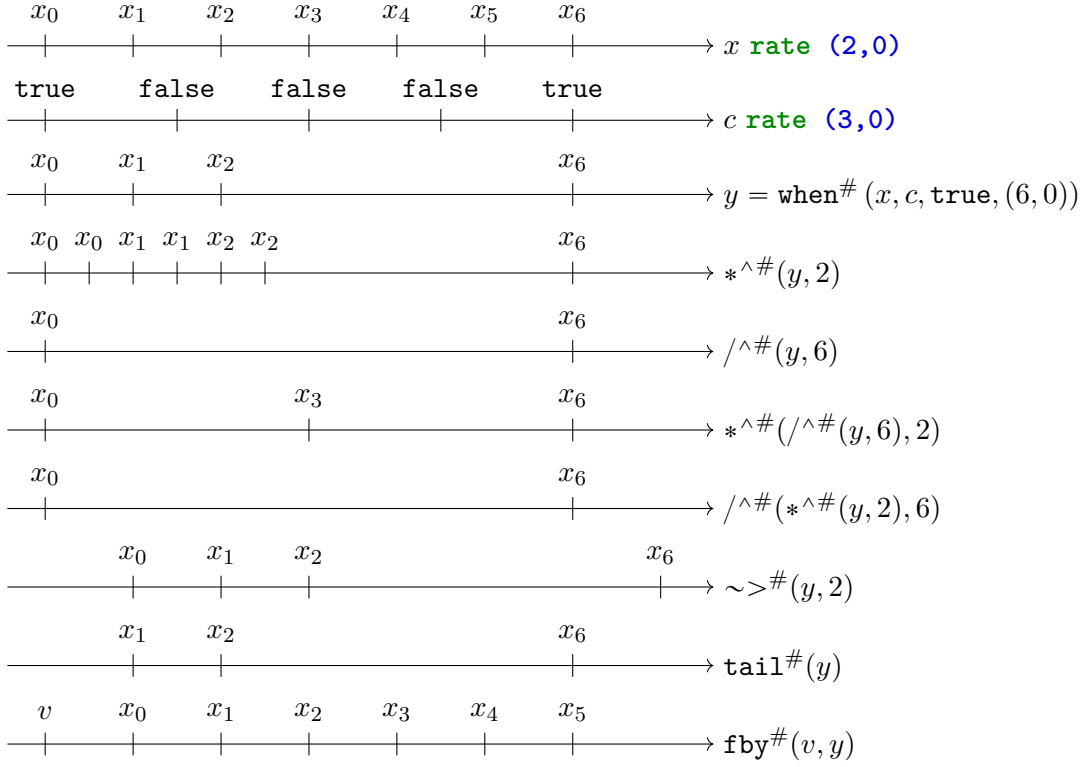 x₀ x₁ x₂ x₃ x₄ x₅ x₆
x rate (2,0)
true false false false true
c rate (3,0)
x₀ x₁ x₂ x₆
y = when# (x, c, true, (6, 0))
x₀ x₀ x₁ x₁ x₂ x₂ x₆
*^#(y, 2)
x₀ x₆
/^#(y, 6)
x₀ x₃ x₆
*^#(/^#(y, 6), 2)
x₀ x₆
/^#(*^#(y, 2), 6)
x₀ x₁ x₂ x₆
~>#(y, 2)
x₁ x₂ x₆
tail#(y)
v x₀ x₁ x₂ x₃ x₄ x₅
fby#(v, y)